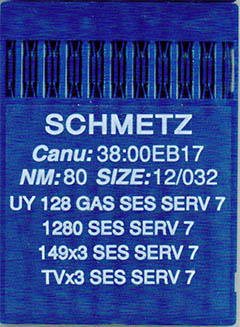 SCHMETZ
Canu: 38:00EB17
NM: 80 SIZE: 12/032
UY 128 GAS SES SERV 7
1280 SES SERV 7
149x3 SES SERV 7
TVx3 SES SERV 7